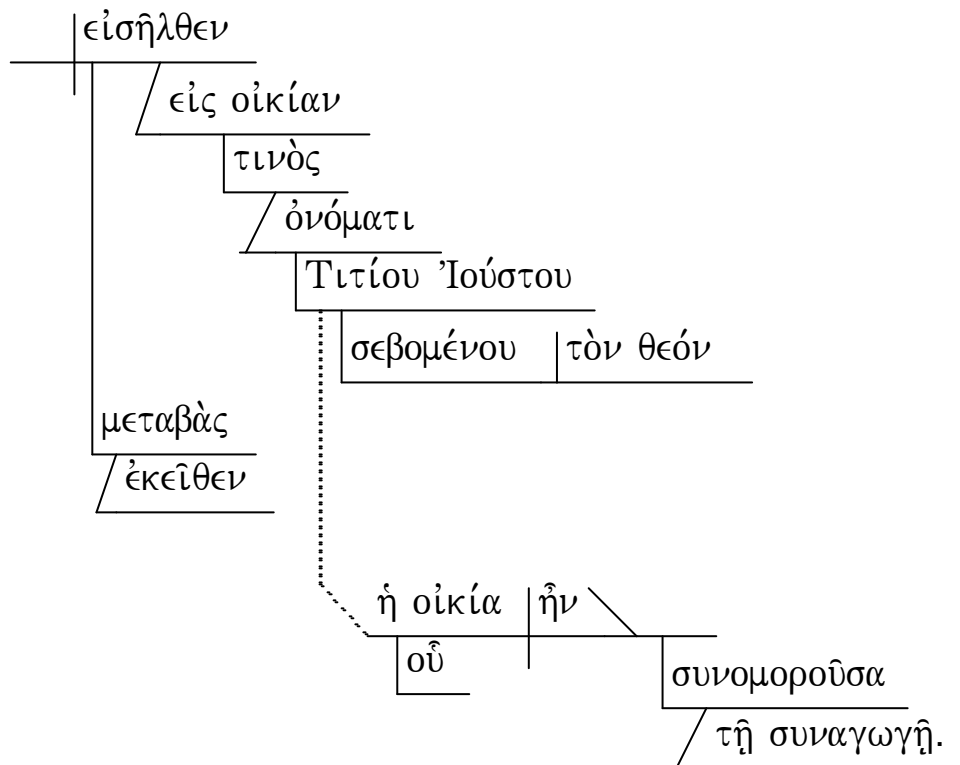 εἰσῆλθεν
εἰς οἰκίαν
τινὸς
ὀνόματι
Τιτίου Ἰούστου
σεβομένου τὸν θεόν
μεταβὰς
ἐκεῖθεν
ἡ οἰκία ἦν
οὗ
συνομοροῦσα
τῇ συναγωγῇ.